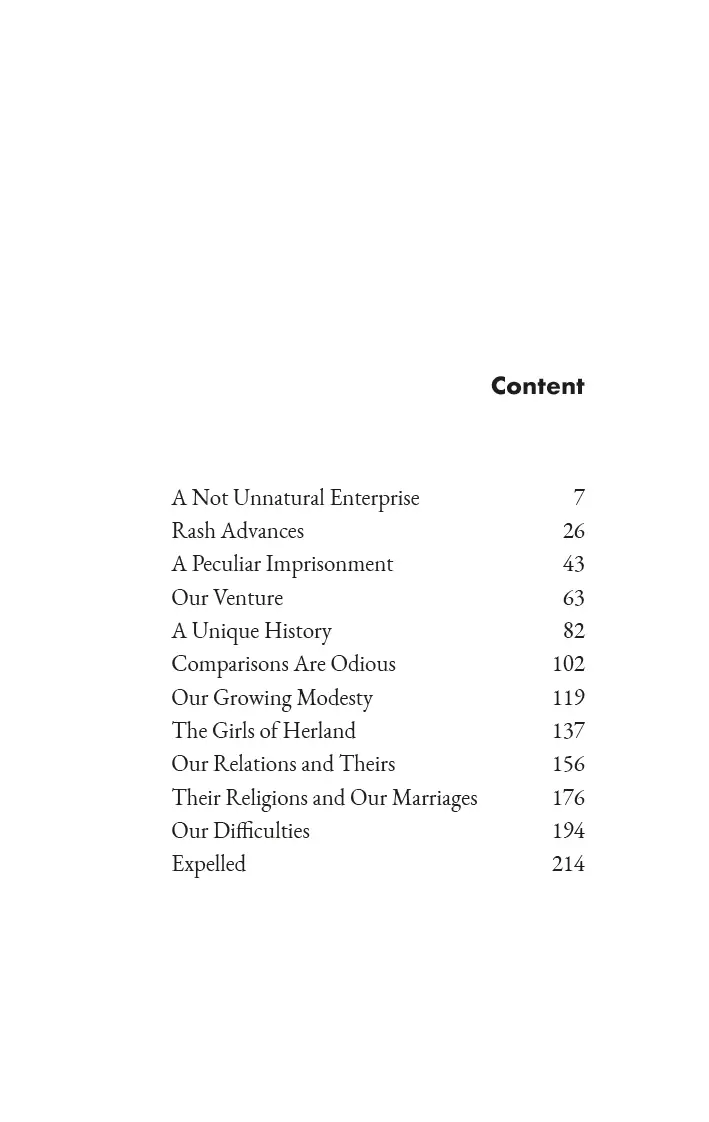 Content
A Not Unnatural Enterprise 7
Rash Advances 26
A Peculiar Imprisonment 43
Our Venture 63
A Unique History 82
Comparisons Are Odious 102
Our Growing Modesty 119
The Girls of Herland 137
Our Relations and Theirs 156
Their Religions and Our Marriages 176
Our Difficulties 194
Expelled 214